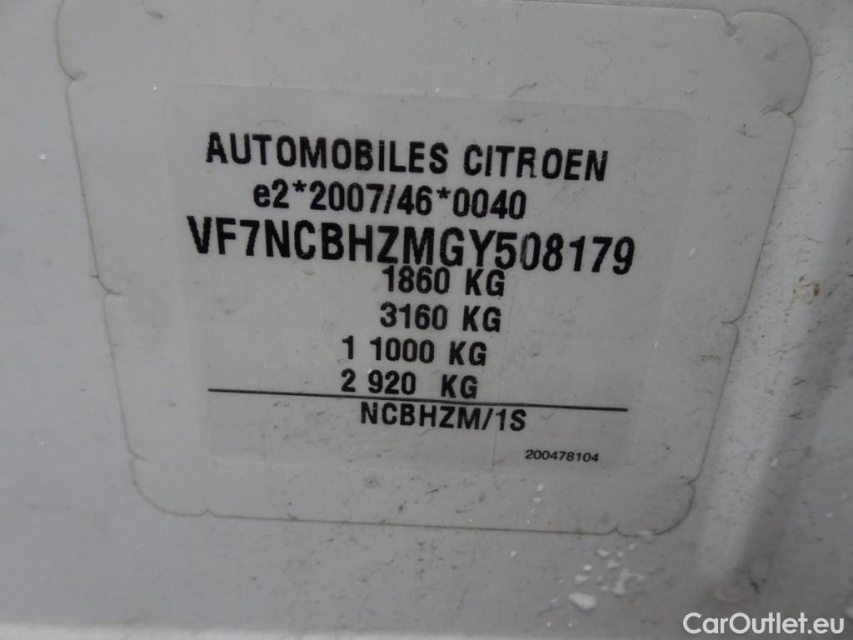 AUTOMOBILES CITROEN
e2*2007/46*0040
VF7NCBHZMGY508179
1860 KG
3160 KG
1 1000 KG
2 920 KG
NCBHZM/1S
200478104
CarOutlet.eu